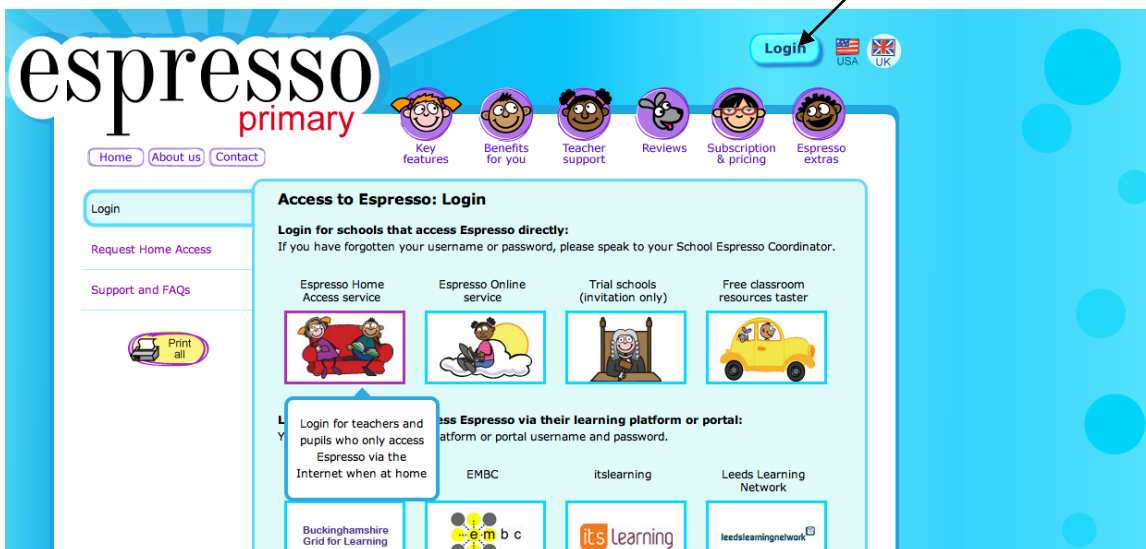 espresso
primary
Login
USA
UK
Key
features
Benefits
for you
Teacher
support
Reviews
Subscription
& pricing
Espresso
extras
Home
About us
Contact
Login
Request Home Access
Support and FAQs
Print
all
Access to Espresso: Login
Login for schools that access Espresso directly:
If you have forgotten your username or password, please speak to your School Espresso Coordinator.
Espresso Home
Access service
Espresso Online
service
Trial schools
(invitation only)
Free classroom
resources taster
Login for teachers and
pupils who only access
Espresso via the
Internet when at home
Espresso via their learning platform or portal:
or portal username and password.
EMBC
itslearning
Leeds Learning
Network
Buckinghamshire
Grid for Learning
e m b c
its learning
leedslearningnetwork